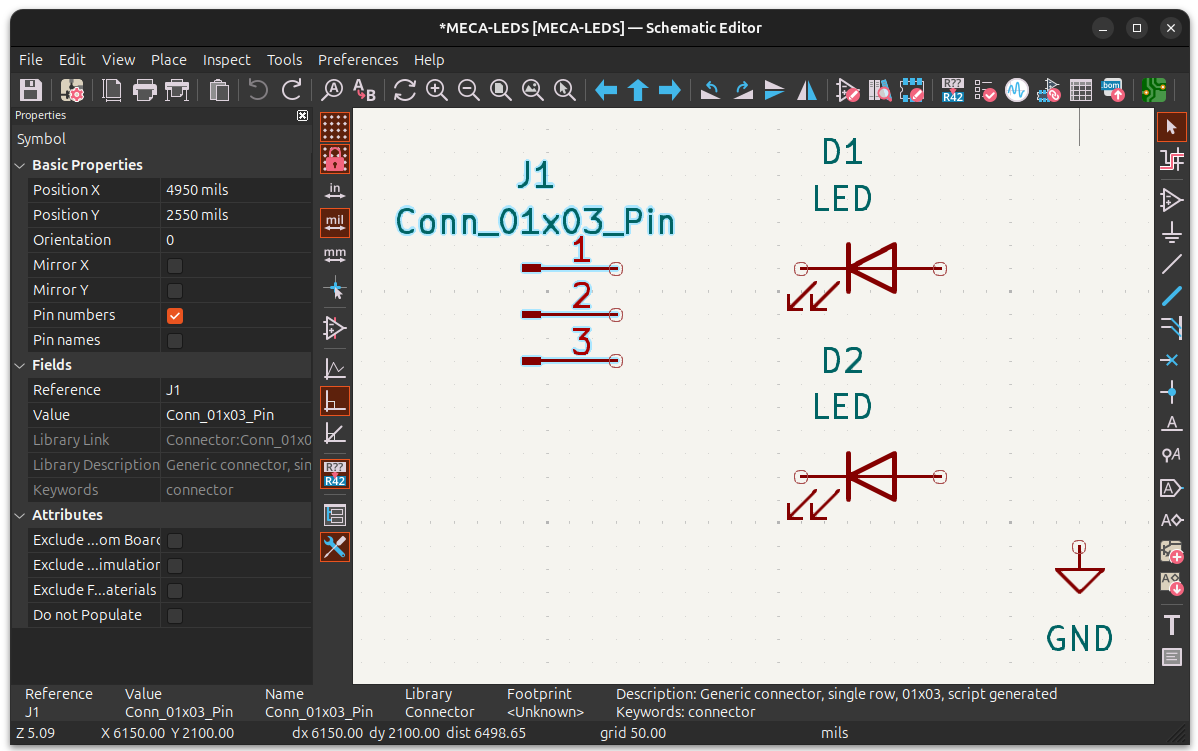 *MECA-LEDS [MECA-LEDS] — Schematic Editor
File Edit View Place Inspect Tools Preferences Help
A
A B
R??
R42
bom
Properties
Symbol
Basic Properties
Position X 4950 mils
Position Y 2550 mils
Orientation 0
Mirror X
Mirror Y
Pin numbers
Pin names
Fields
Reference J1
Value Conn_01x03_Pin
Library Link Connector:Conn_01x0
Library Description Generic connector, sin
Keywords connector
Attributes
Exclude ...om Board
Exclude ...imulation
Exclude F...aterials
Do not Populate
in
mil
mm
R??
R42
J1
Conn_01x03_Pin
1
2
3
D1
LED
D2
LED
GND
A
A
A
A
A
T
Reference Value Name Library Footprint Description: Generic connector, single row, 01x03, script generated
J1 Conn_01x03_Pin Conn_01x03_Pin Connector <Unknown> Keywords: connector
Z 5.09 X 6150.00 Y 2100.00 dx 6150.00 dy 2100.00 dist 6498.65 grid 50.00 mils